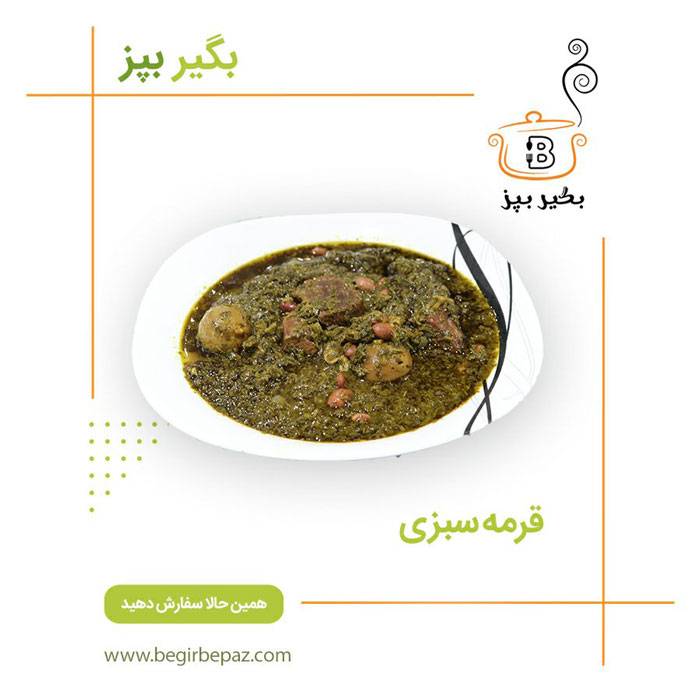 بگیر بپز
B
بگیر بپز
قرمه سبزی
همین حالا سفارش دهید
www.begirbepaz.com